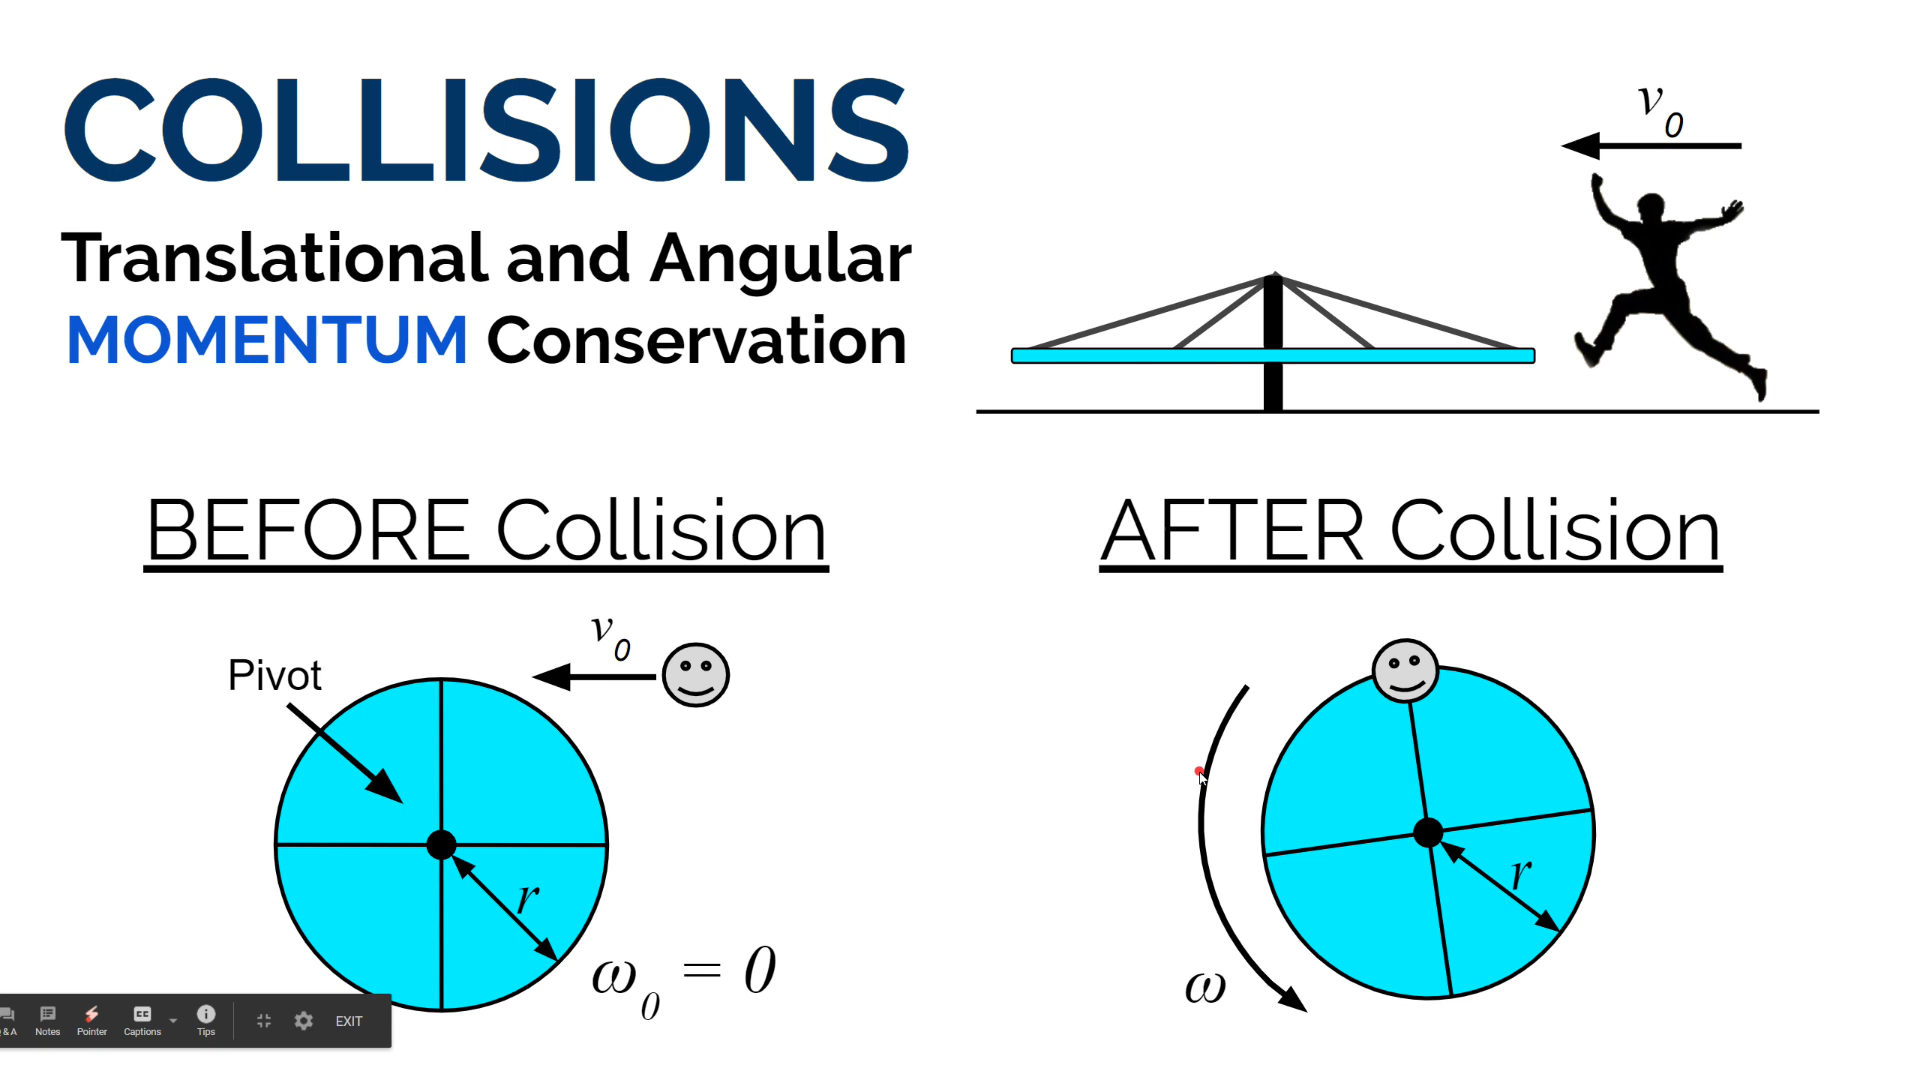 COLLISIONS
Translational and Angular
MOMENTUM Conservation
v0
BEFORE Collision
AFTER Collision
v0
Pivot
r
ω0 = 0
r
ω
& A
Notes
Pointer
CC
Captions
Tips
EXIT